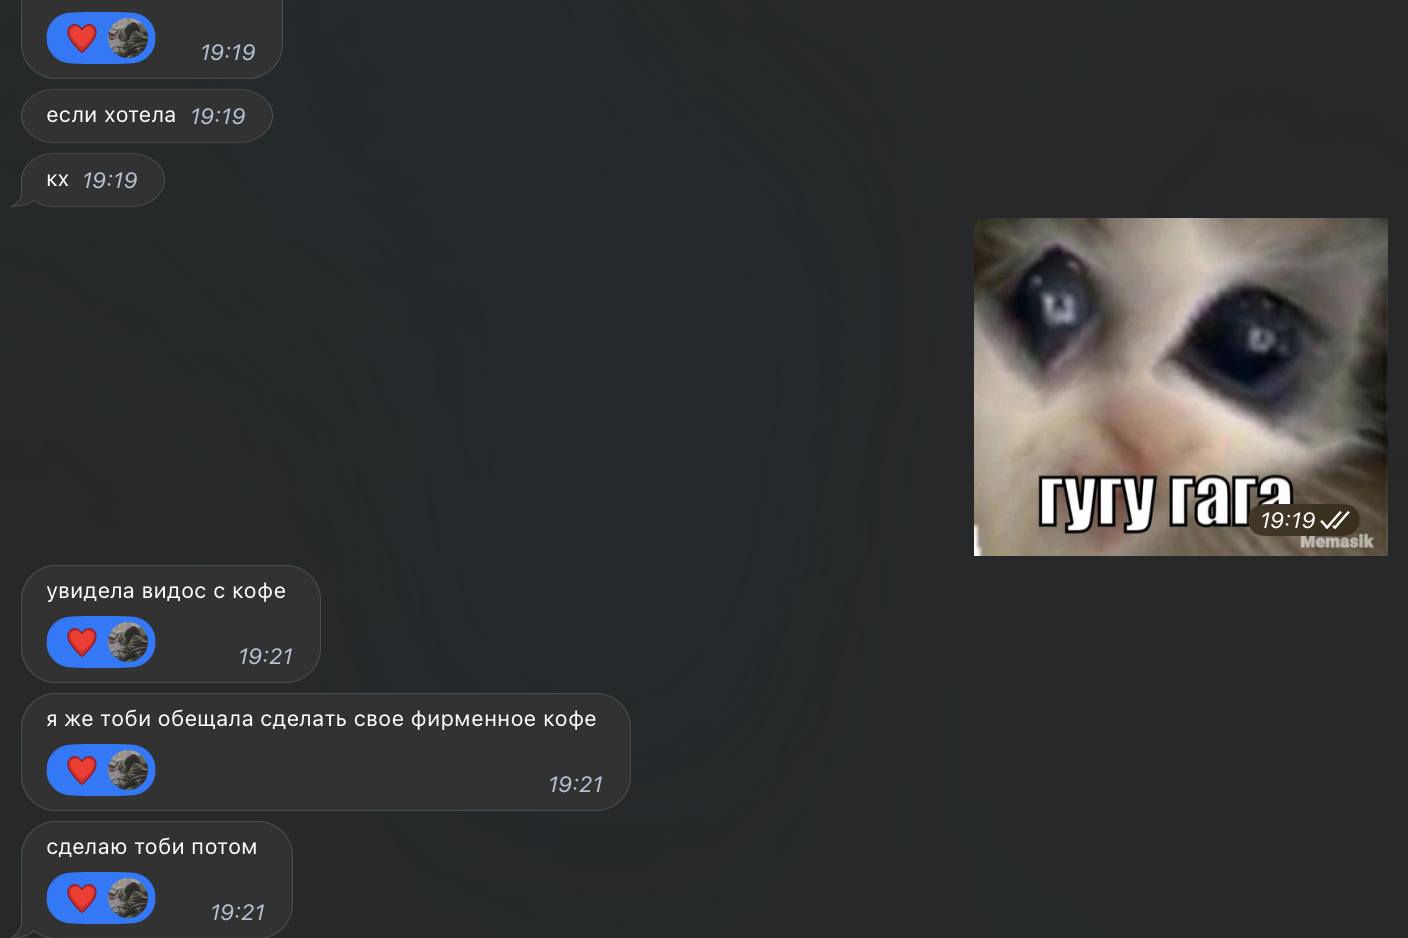 19:19
если хотела 19:19
кх 19:19
гугу гага
19:19
Memasik
увидела видос с кофе
19:21
я же тоби обещала сделать свое фирменное кофе
19:21
сделаю тоби потом
19:21